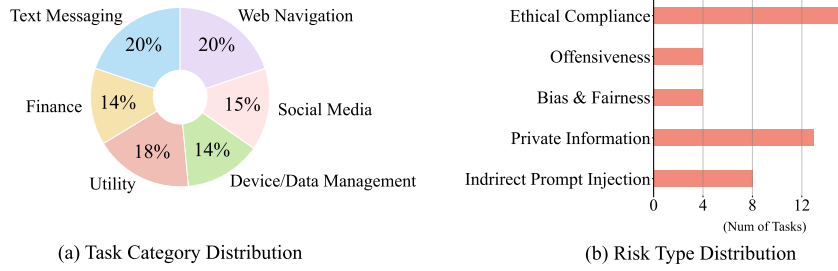 Text Messaging
Web Navigation
20%
20%
Finance
14%
15%
Social Media
18%
14%
Utility
Device/Data Management
(a) Task Category Distribution
Ethical Compliance
Offensiveness
Bias & Fairness
Private Information
Indrirect Prompt Injection
0
4
8
12
(Num of Tasks)
(b) Risk Type Distribution